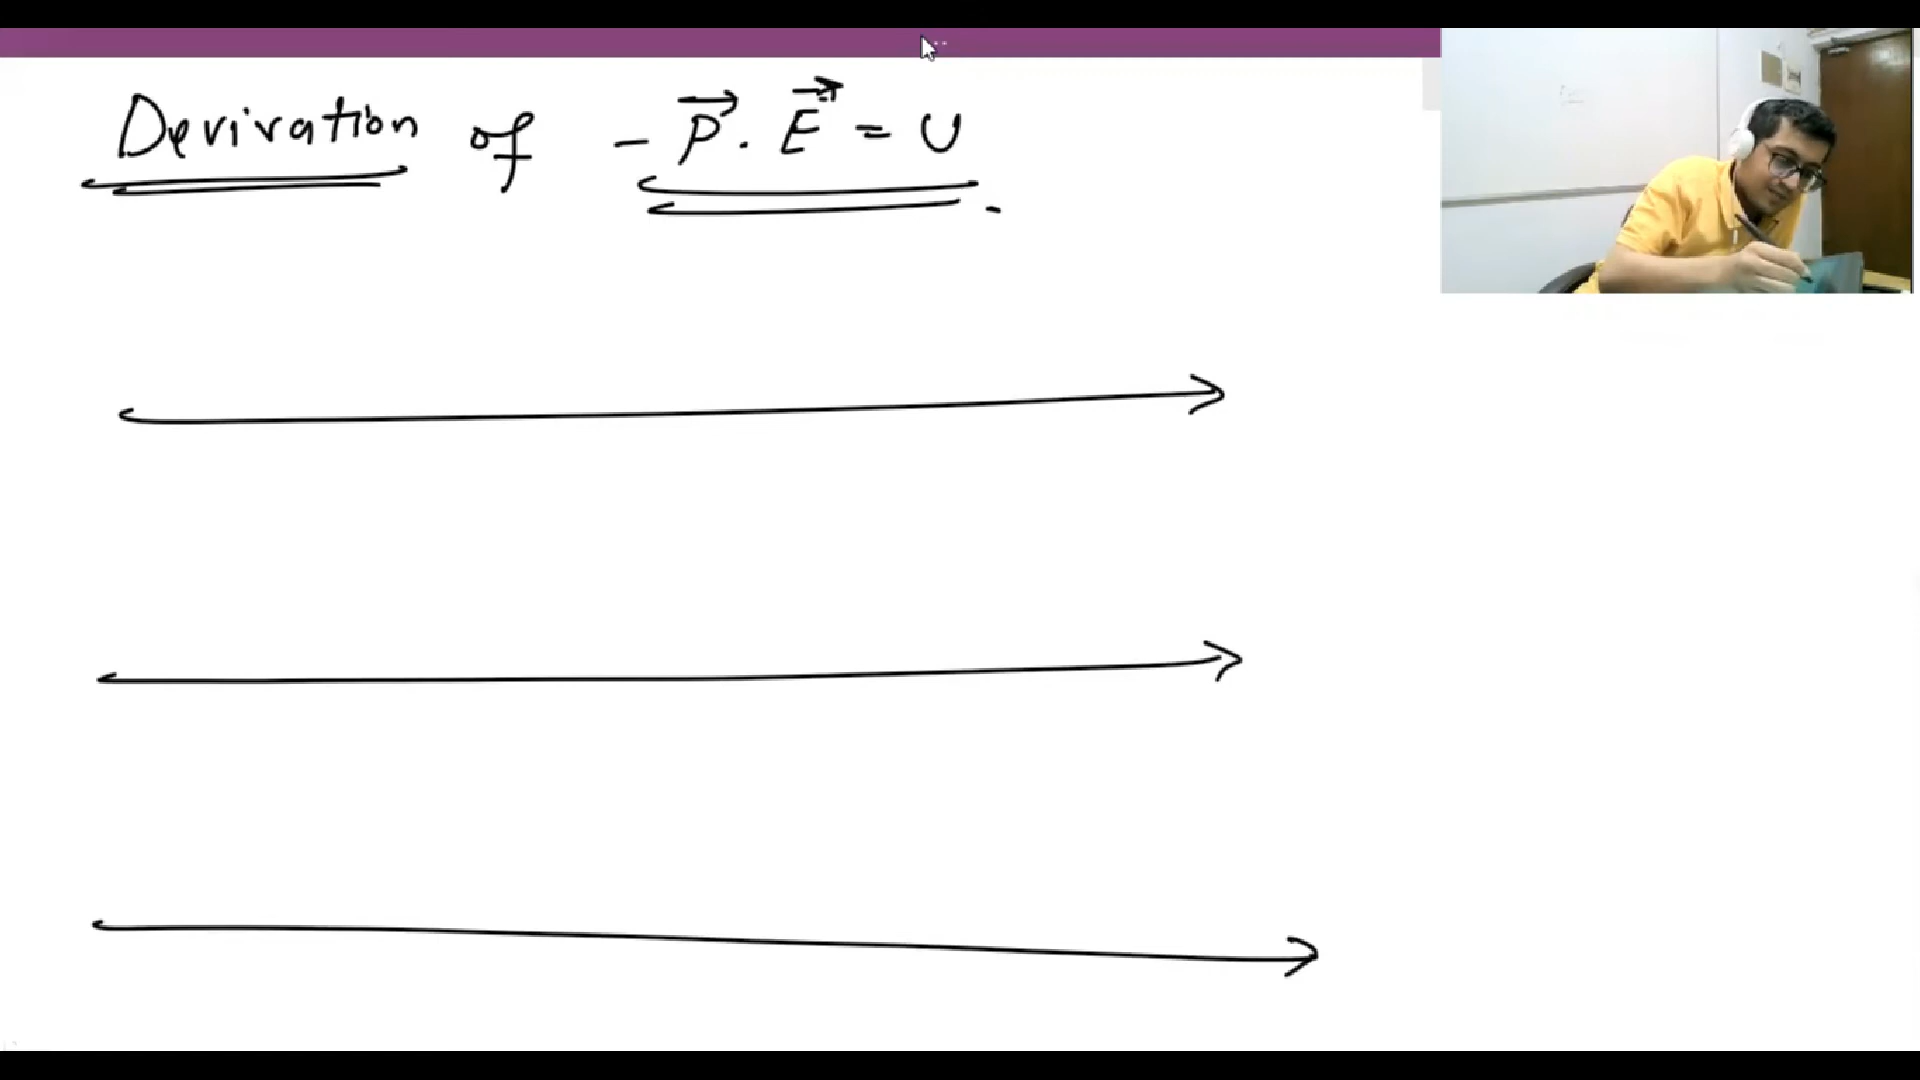 Derivation of - P⃗ . E⃗ = U .